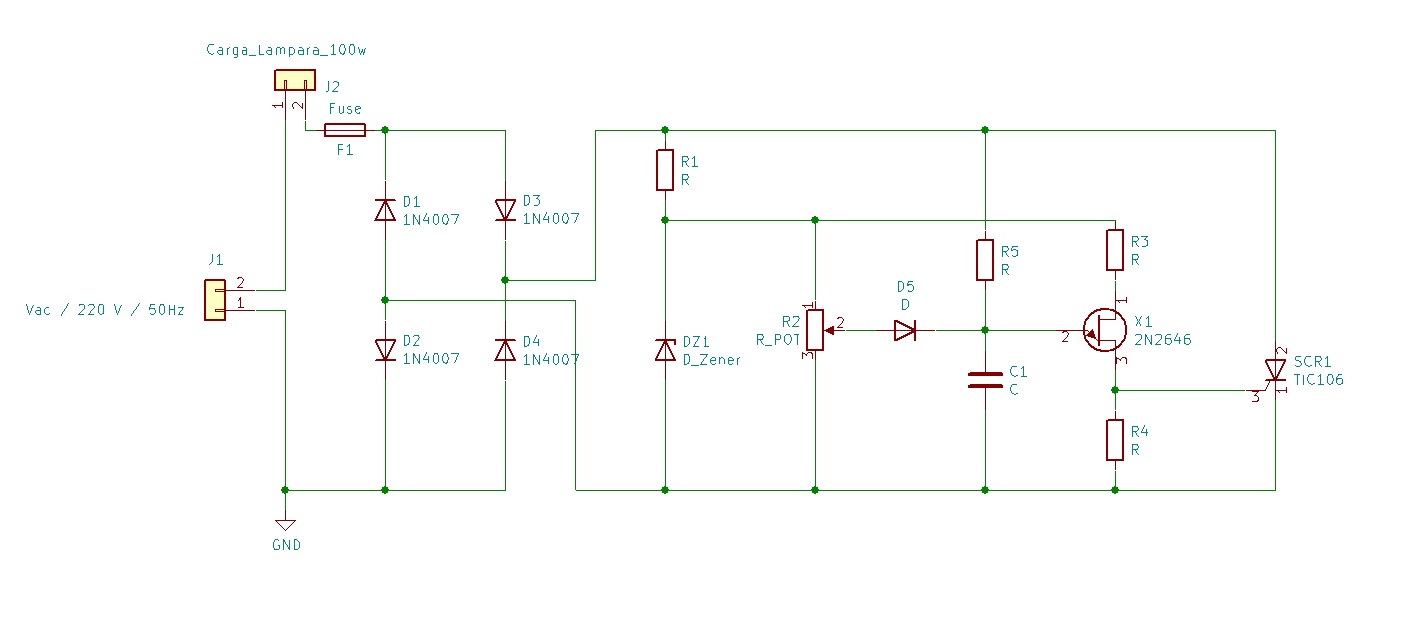 Carga_Lampara_100w
J2
1
2
Fuse
F1
R1
R
D1
1N4007
D3
1N4007
J1
2
1
Vac / 220 V / 50Hz
R5
R
R3
R
D5
D
1
R2
R_POT
2
3
1
X1
2N2646
2
3
D2
1N4007
D4
1N4007
DZ1
D_Zener
C1
C
2
SCR1
TIC106
3
1
R4
R
GND